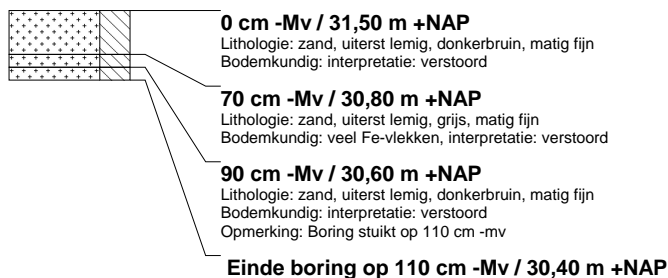 0 cm -Mv / 31,50 m +NAP
Lithologie: zand, uiterst lemig, donkerbruin, matig fijn
Bodemkundig: interpretatie: verstoord
70 cm -Mv / 30,80 m +NAP
Lithologie: zand, uiterst lemig, grijs, matig fijn
Bodemkundig: veel Fe-vlekken, interpretatie: verstoord
90 cm -Mv / 30,60 m +NAP
Lithologie: zand, uiterst lemig, donkerbruin, matig fijn
Bodemkundig: interpretatie: verstoord
Opmerking: Boring stuikt op 110 cm -mv
Einde boring op 110 cm -Mv / 30,40 m +NAP